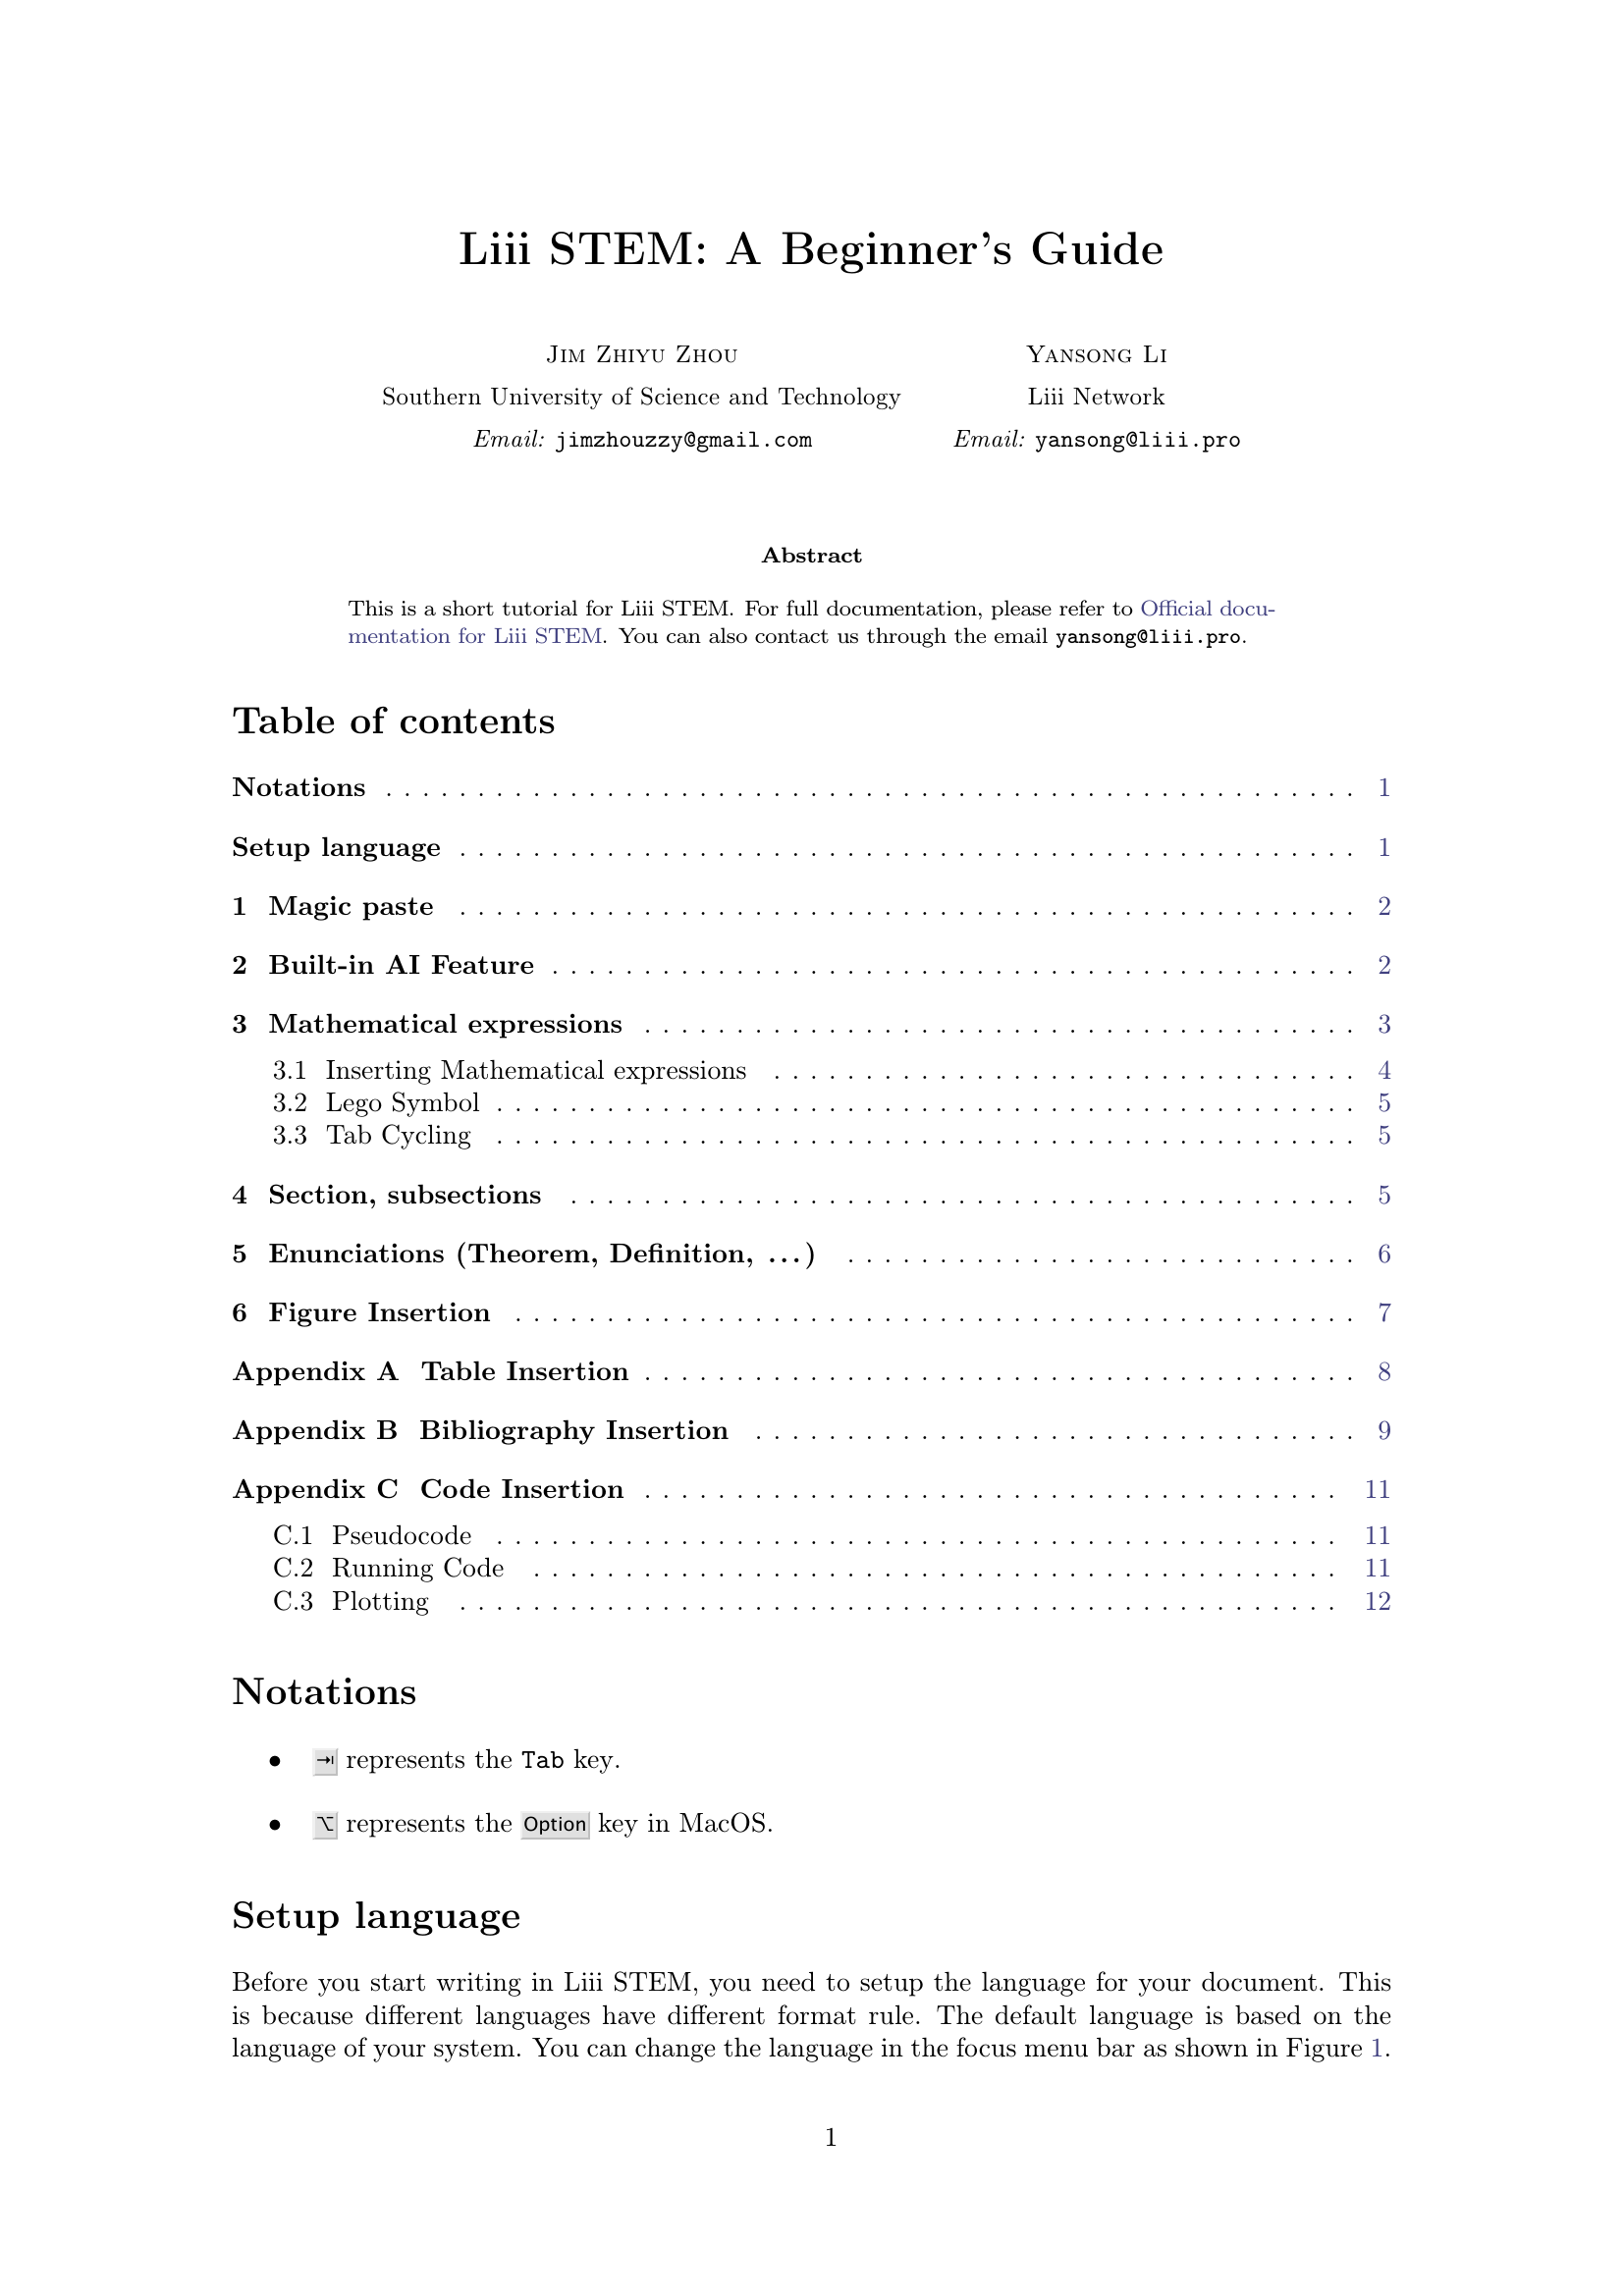 Liii STEM: A Beginner's Guide
Jim Zhiyu Zhou
Southern University of Science and Technology
Email: jimzhouzzy@gmail.com
Yansong Li
Liii Network
Email: yansong@liii.pro
Abstract
This is a short tutorial for Liii STEM. For full documentation, please refer to Official docu-
mentation for Liii STEM. You can also contact us through the email yansong@liii.pro.
Table of contents
Notations . . . . . . . . . . . . . . . . . . . . . . . . . . . . . . . . . . . . . . . . . . . . . . . . . . . . . 1
Setup language . . . . . . . . . . . . . . . . . . . . . . . . . . . . . . . . . . . . . . . . . . . . . . . . . 1
1 Magic paste . . . . . . . . . . . . . . . . . . . . . . . . . . . . . . . . . . . . . . . . . . . . . . . . . 2
2 Built-in AI Feature . . . . . . . . . . . . . . . . . . . . . . . . . . . . . . . . . . . . . . . . . . . . 2
3 Mathematical expressions . . . . . . . . . . . . . . . . . . . . . . . . . . . . . . . . . . . . . . . 3
3.1 Inserting Mathematical expressions . . . . . . . . . . . . . . . . . . . . . . . . . . . . . . . . 4
3.2 Lego Symbol . . . . . . . . . . . . . . . . . . . . . . . . . . . . . . . . . . . . . . . . . . . . . . . 5
3.3 Tab Cycling . . . . . . . . . . . . . . . . . . . . . . . . . . . . . . . . . . . . . . . . . . . . . . . 5
4 Section, subsections . . . . . . . . . . . . . . . . . . . . . . . . . . . . . . . . . . . . . . . . . . . 5
5 Enunciations (Theorem, Definition, ...) . . . . . . . . . . . . . . . . . . . . . . . . . . . . 6
6 Figure Insertion . . . . . . . . . . . . . . . . . . . . . . . . . . . . . . . . . . . . . . . . . . . . . . 7
Appendix A Table Insertion . . . . . . . . . . . . . . . . . . . . . . . . . . . . . . . . . . . . . . . 8
Appendix B Bibliography Insertion . . . . . . . . . . . . . . . . . . . . . . . . . . . . . . . . . 9
Appendix C Code Insertion . . . . . . . . . . . . . . . . . . . . . . . . . . . . . . . . . . . . . . 11
C.1 Pseudocode . . . . . . . . . . . . . . . . . . . . . . . . . . . . . . . . . . . . . . . . . . . . . . 11
C.2 Running Code . . . . . . . . . . . . . . . . . . . . . . . . . . . . . . . . . . . . . . . . . . . . 11
C.3 Plotting . . . . . . . . . . . . . . . . . . . . . . . . . . . . . . . . . . . . . . . . . . . . . . . . 12
Notations
• ⇥ represents the Tab key.
• ⌥ represents the Option key in MacOS.
Setup language
Before you start writing in Liii STEM, you need to setup the language for your document. This
is because different languages have different format rule. The default language is based on the
language of your system. You can change the language in the focus menu bar as shown in Figure 1.
1